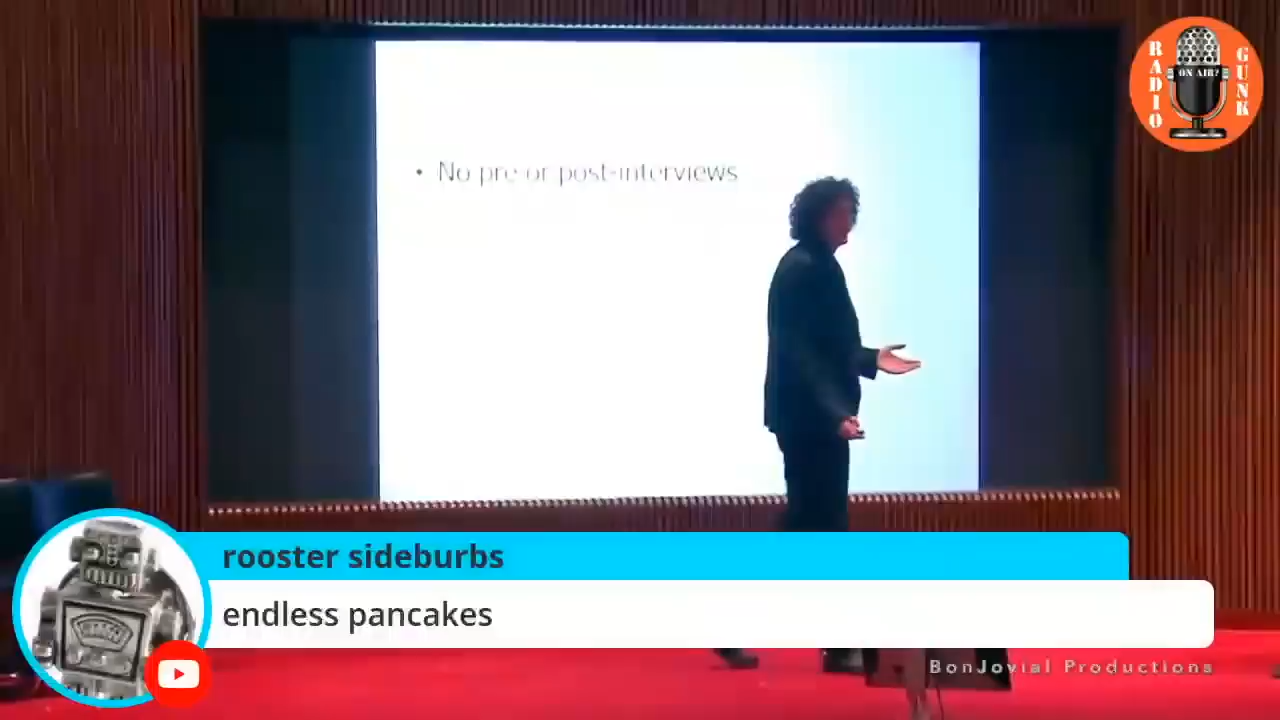 RADIO
ON AIR?
GUNK
• No pre or post-interviews
rooster sideburbs
endless pancakes
BonJovial Productions